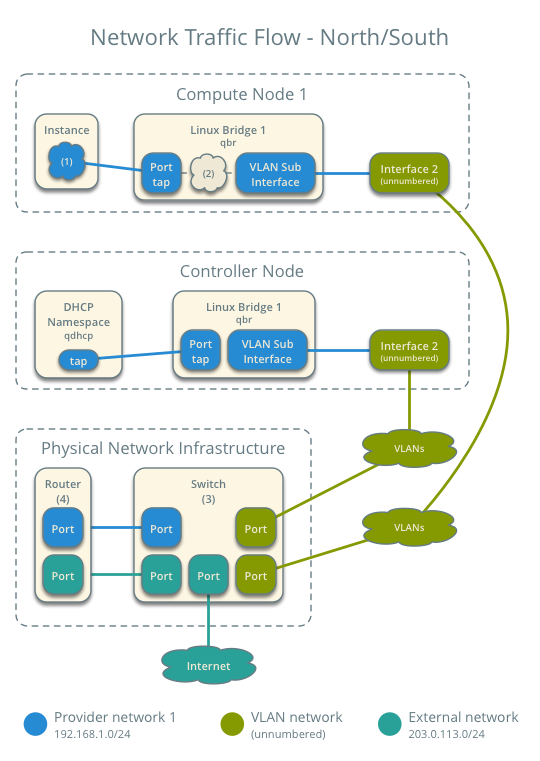 Network Traffic Flow - North/South
Compute Node 1
Instance
(1)
Linux Bridge 1
qbr
Port
tap
(2)
VLAN Sub
Interface
Interface 2
(unnumbered)
Controller Node
DHCP
Namespace
qdhcp
tap
Linux Bridge 1
qbr
Port
tap
VLAN Sub
Interface
Interface 2
(unnumbered)
VLANs
VLANs
Physical Network Infrastructure
Router
(4)
Port
Port
Switch
(3)
Port
Port
Port
Port
Port
Internet
Provider network 1
192.168.1.0/24
VLAN network
(unnumbered)
External network
203.0.113.0/24